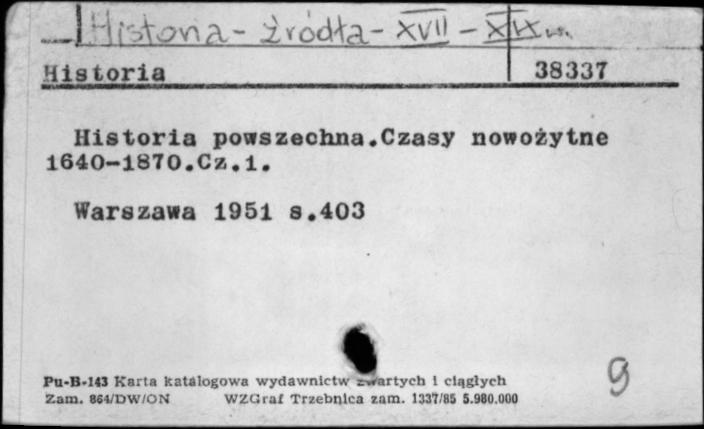 Historia - źródła - XVII - XIX w.
Historia 38337
Historia powszechna.Czasy nowożytne
1640-1870.Cz.1.
Warszawa 1951 s.403
Pu-B-143 Karta katalogowa wydawnictw zwartych i ciągłych
Zam. 864/DW/ON WZGraf Trzebnica zam. 1337/85 5.980.000
9